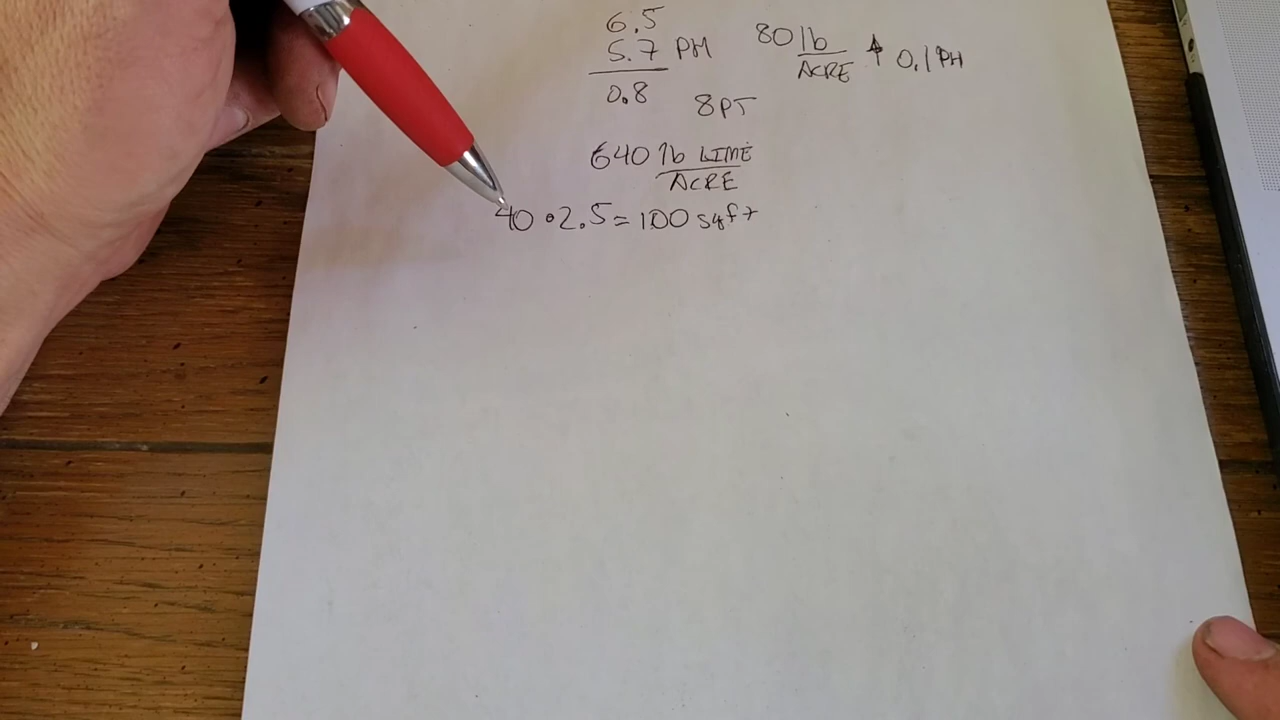 6.5
5.7 PH 80 lb / ACRE ↑ 0.1 PH
0.8 8 PT
640 lb LIME / ACRE
40 • 2.5 = 100 sqft